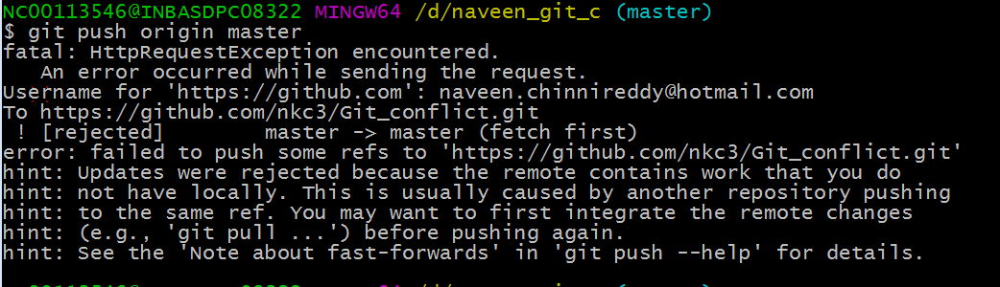 NC00113546@INBASDPC08322 MINGW64 /d/naveen_git_c (master)
$ git push origin master
fatal: HttpRequestException encountered.
   An error occurred while sending the request.
Username for 'https://github.com': naveen.chinnireddy@hotmail.com
To https://github.com/nkc3/Git_conflict.git
 ! [rejected]        master -> master (fetch first)
error: failed to push some refs to 'https://github.com/nkc3/Git_conflict.git'
hint: Updates were rejected because the remote contains work that you do
hint: not have locally. This is usually caused by another repository pushing
hint: to the same ref. You may want to first integrate the remote changes
hint: (e.g., 'git pull ...') before pushing again.
hint: See the 'Note about fast-forwards' in 'git push --help' for details.
(master)